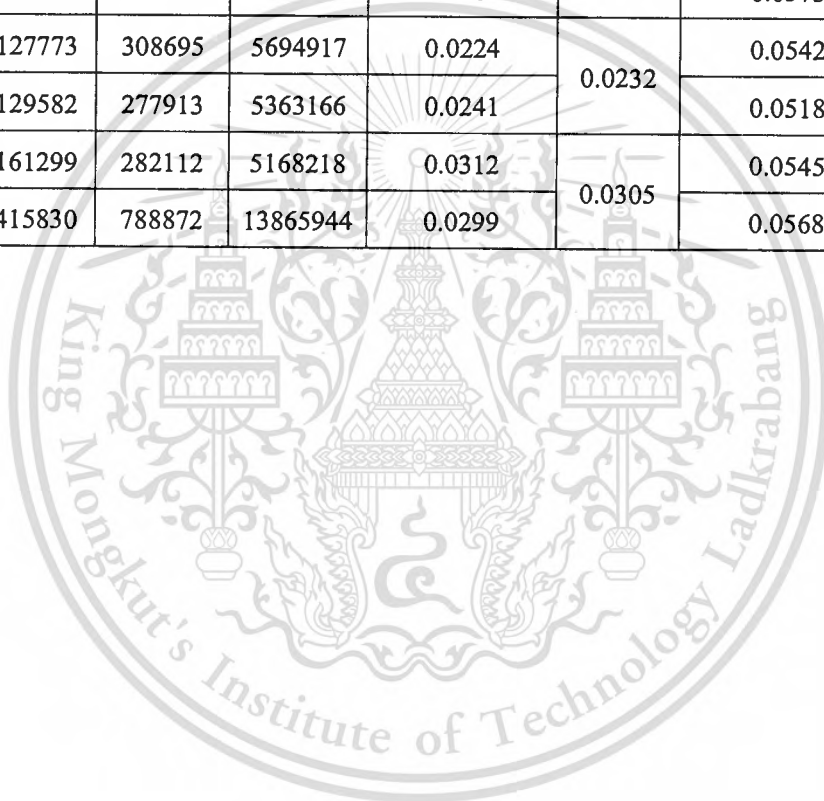 127773 308695 5694917 0.0224 0.0232 0.0542
129582 277913 5363166 0.0241 0.0518
161299 282112 5168218 0.0312 0.0305 0.0545
415830 788872 13865944 0.0299 0.0568
King Mongkut's Institute of Technology Ladkrabang